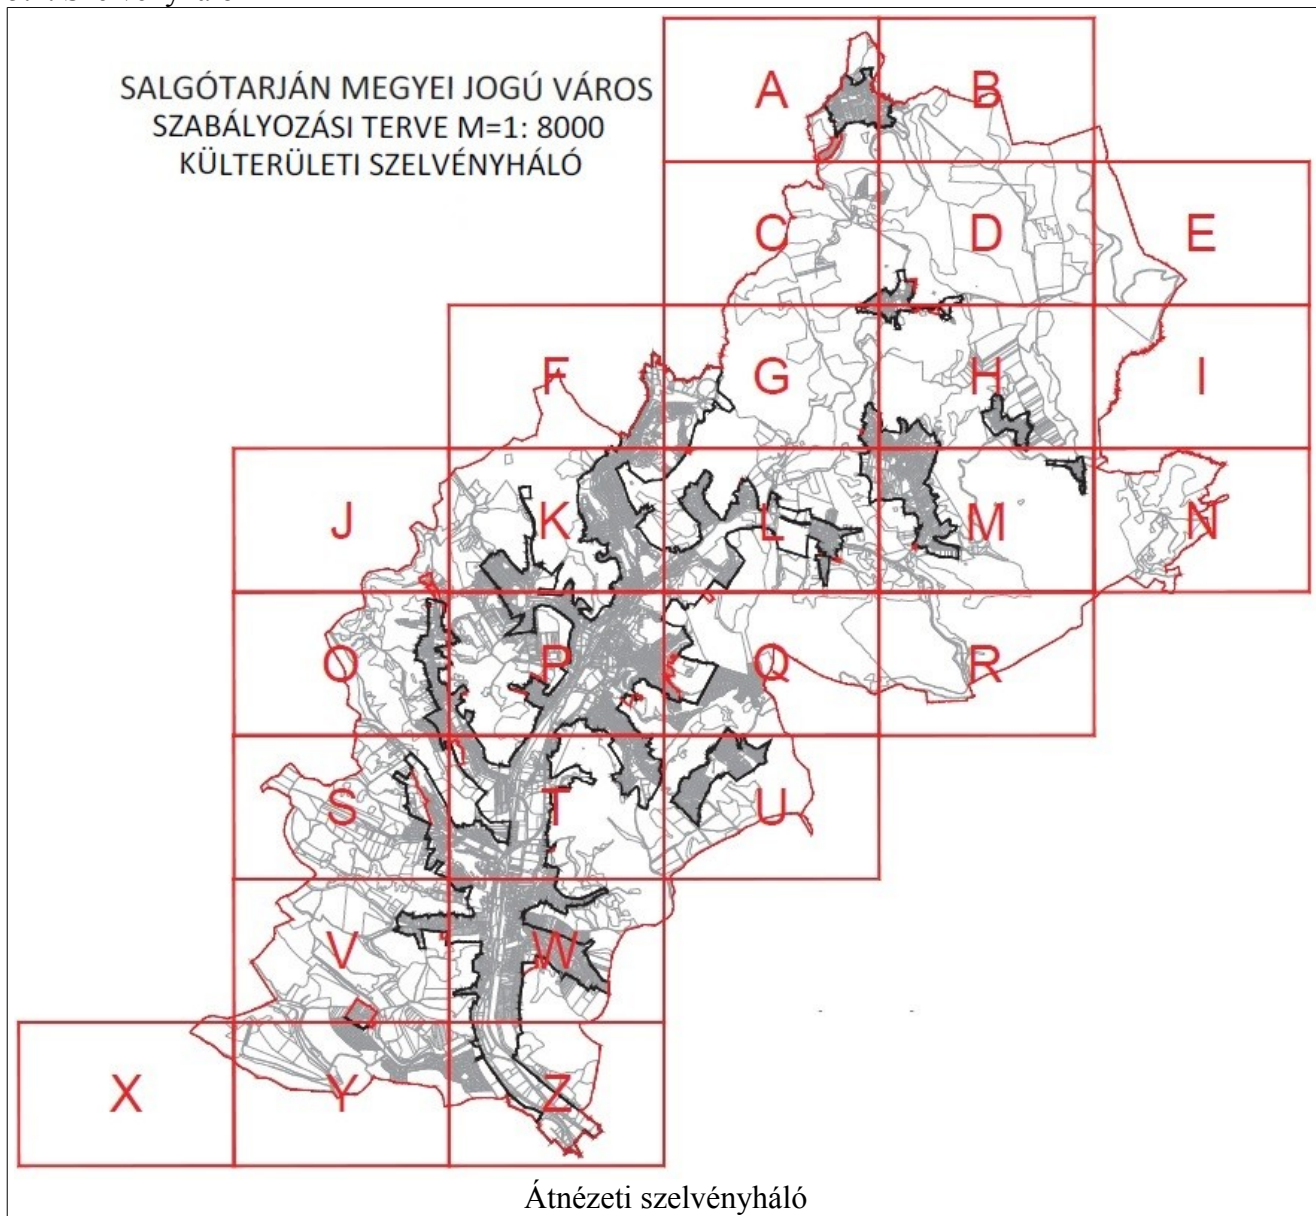 SALGÓTARJÁN MEGYEI JOGÚ VÁROS
SZABÁLYOZÁSI TERVE M=1: 8000
KÜLTERÜLETI SZELVÉNYHÁLÓ
A B
C D E
F G H I
J K L M N
O P Q R
S T U
V W
X Y Z
Átnézeti szelvényháló